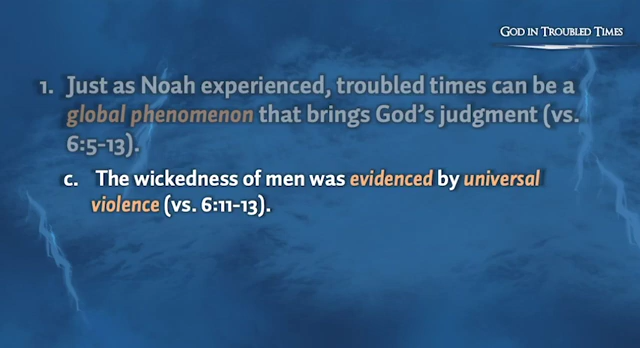 GOD IN TROUBLED TIMES
1. Just as Noah experienced, troubled times can be a
global phenomenon that brings God's judgment (vs.
6:5-13).
c. The wickedness of men was evidenced by universal
violence (vs. 6:11-13).